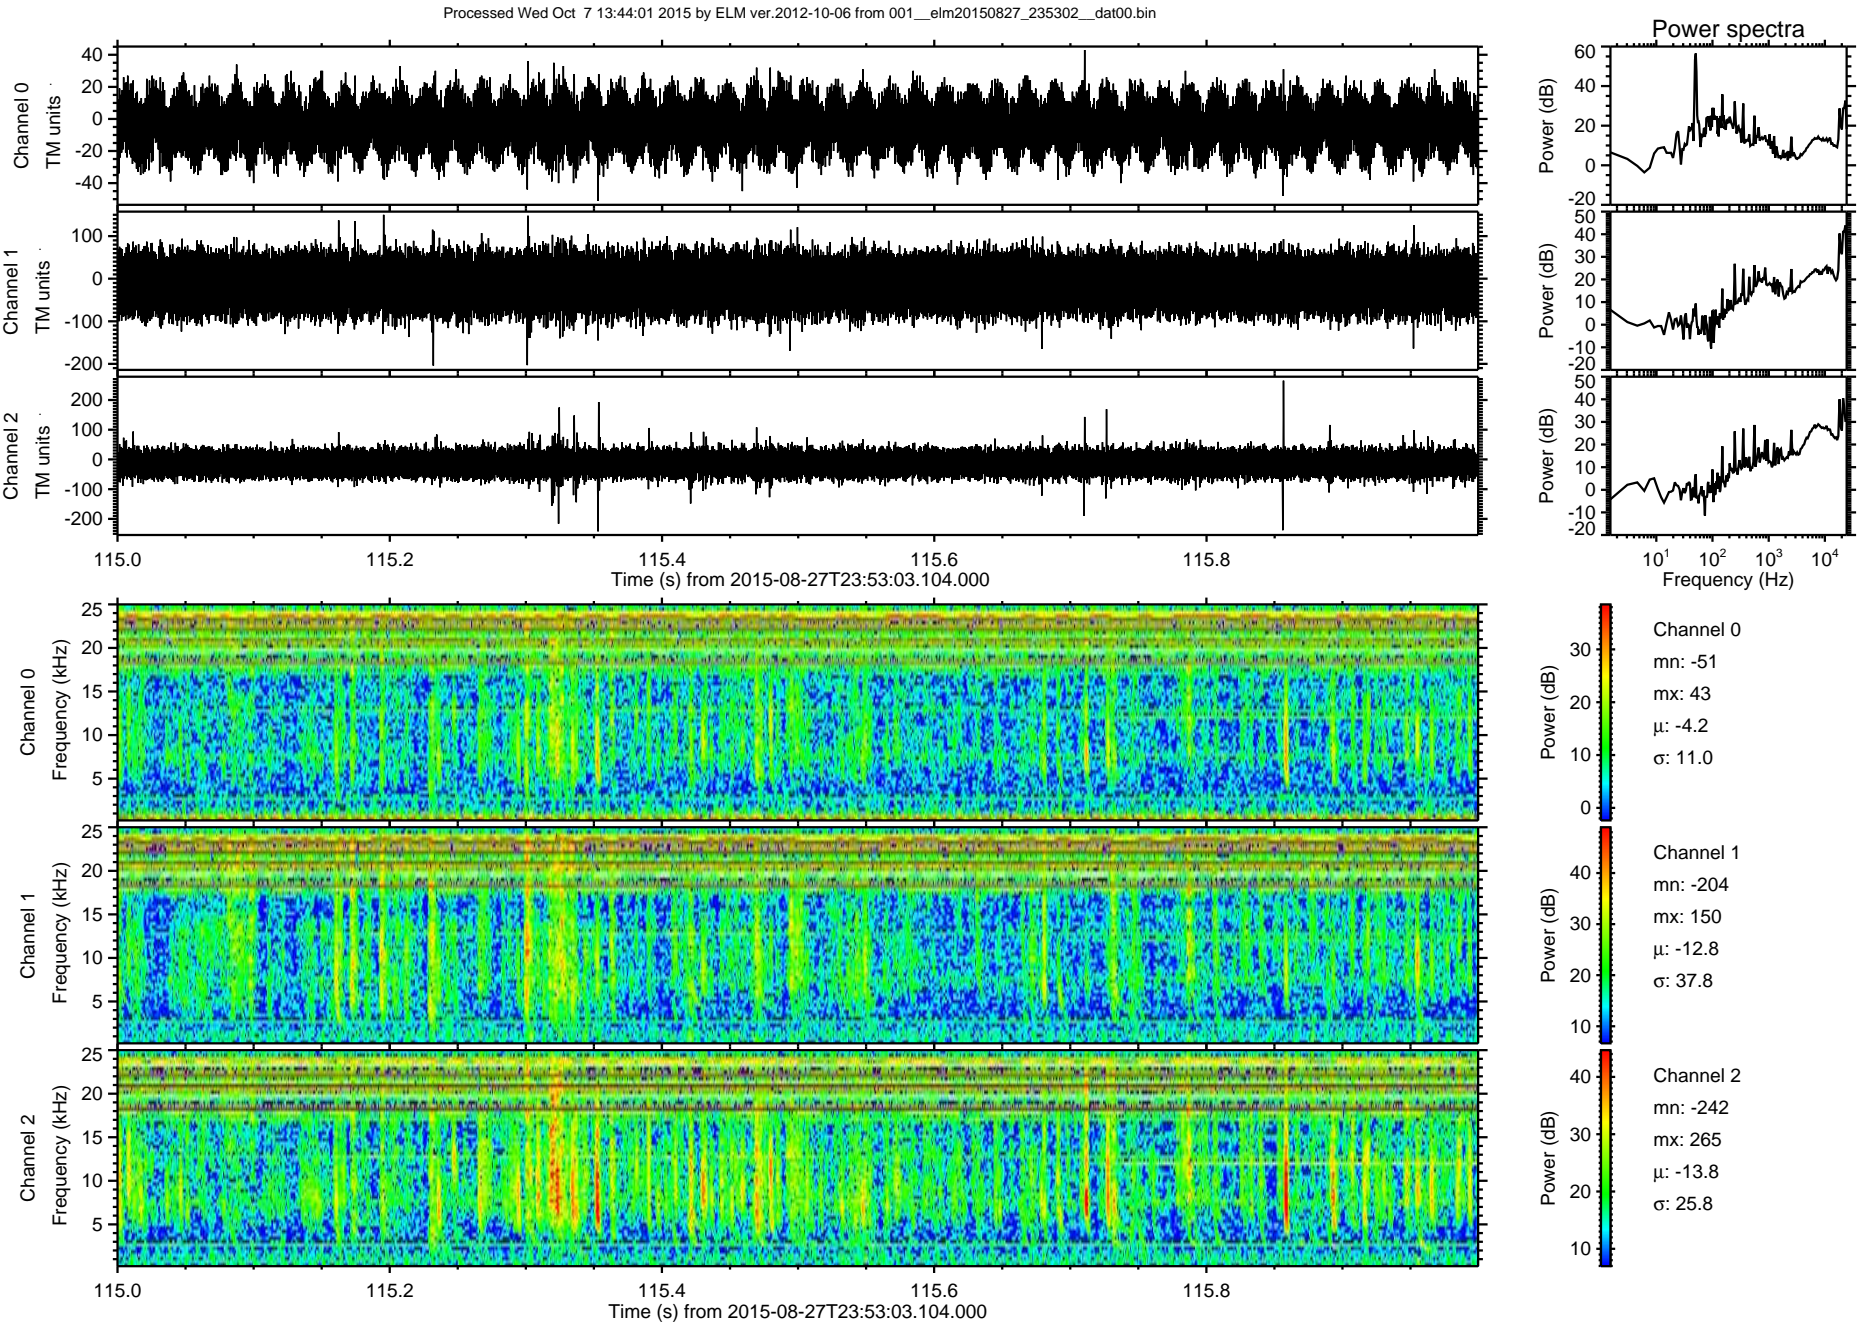 Processed Wed Oct  7 13:44:01 2015 by ELM ver.2012-10-06 from 001__elm20150827_235302__dat00.bin
Power spectra
Channel 0
TM units
40
20
0
-20
-40
Power (dB)
60
40
20
0
-20
Channel 1
TM units
100
0
-100
-200
Power (dB)
50
40
30
20
10
0
-10
-20
Channel 2
TM units
200
100
0
-100
-200
Power (dB)
50
40
30
20
10
0
-10
-20
115.0 115.2 115.4 115.6 115.8
Time (s) from 2015-08-27T23:53:03.104.000
10^1 10^2 10^3 10^4
Frequency (Hz)
Channel 0
Frequency (kHz)
25
20
15
10
5
Power (dB)
30
20
10
0
Channel 0
mn: -51
mx: 43
μ: -4.2
σ: 11.0
Channel 1
Frequency (kHz)
25
20
15
10
5
Power (dB)
40
30
20
10
Channel 1
mn: -204
mx: 150
μ: -12.8
σ: 37.8
Channel 2
Frequency (kHz)
25
20
15
10
5
Power (dB)
40
30
20
10
Channel 2
mn: -242
mx: 265
μ: -13.8
σ: 25.8
115.0 115.2 115.4 115.6 115.8
Time (s) from 2015-08-27T23:53:03.104.000